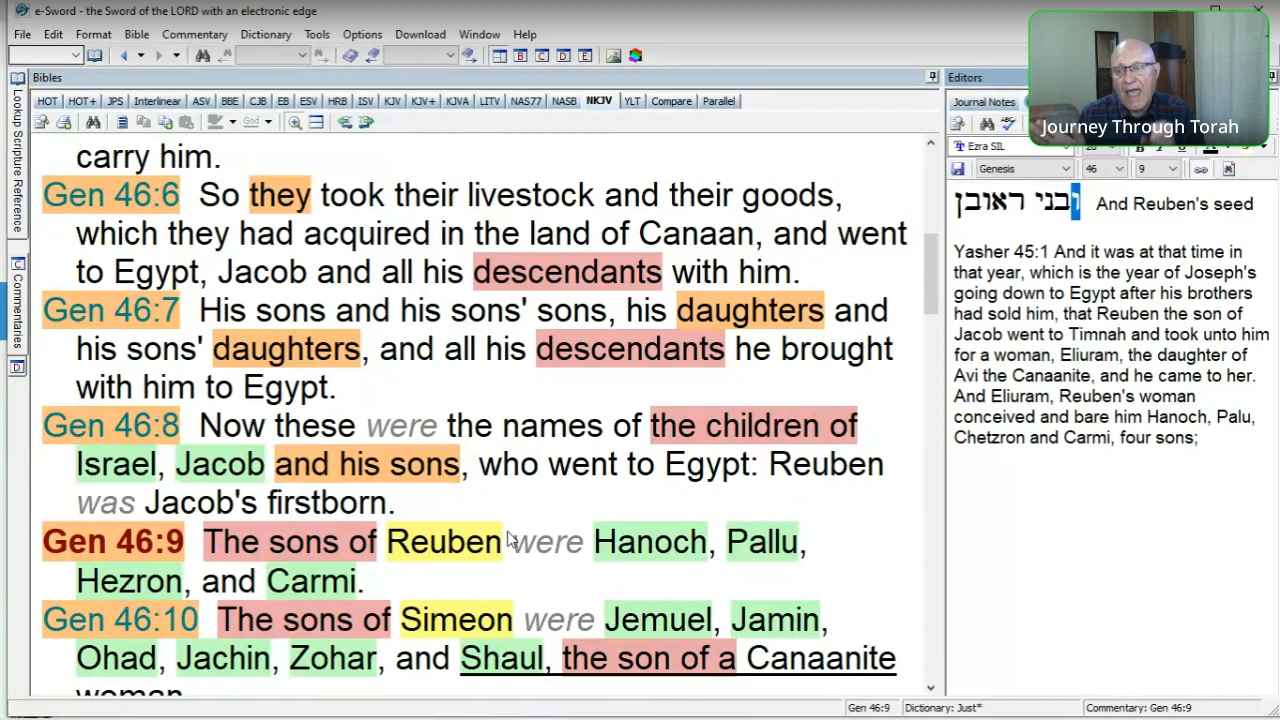 e-Sword - the Sword of the LORD with an electronic edge
File Edit Format Bible Commentary Dictionary Tools Options Download Window Help
Bibles
HOT HOT+ JPS Interlinear ASV BBE CJB EB ESV HRB ISV KJV KJV+ KJVA LITV NAS77 NASB NKJV YLT Compare Parallel
God
Lookup Scripture Reference
Commentaries
carry him.
Gen 46:6 So they took their livestock and their goods,
which they had acquired in the land of Canaan, and went
to Egypt, Jacob and all his descendants with him.
Gen 46:7 His sons and his sons' sons, his daughters and
his sons' daughters, and all his descendants he brought
with him to Egypt.
Gen 46:8 Now these were the names of the children of
Israel, Jacob and his sons, who went to Egypt: Reuben
was Jacob's firstborn.
Gen 46:9 The sons of Reuben were Hanoch, Pallu,
Hezron, and Carmi.
Gen 46:10 The sons of Simeon were Jemuel, Jamin,
Ohad, Jachin, Zohar, and Shaul, the son of a Canaanite
woman
Editors
Journal Notes
Journey Through Torah
Ezra SIL 20
Genesis 46 9
ובני ראובן And Reuben's seed
Yasher 45:1 And it was at that time in
that year, which is the year of Joseph's
going down to Egypt after his brothers
had sold him, that Reuben the son of
Jacob went to Timnah and took unto him
for a woman, Eliuram, the daughter of
Avi the Canaanite, and he came to her.
And Eliuram, Reuben's woman
conceived and bare him Hanoch, Palu,
Chetzron and Carmi, four sons;
Gen 46:9 Dictionary: Just* Commentary: Gen 46:9